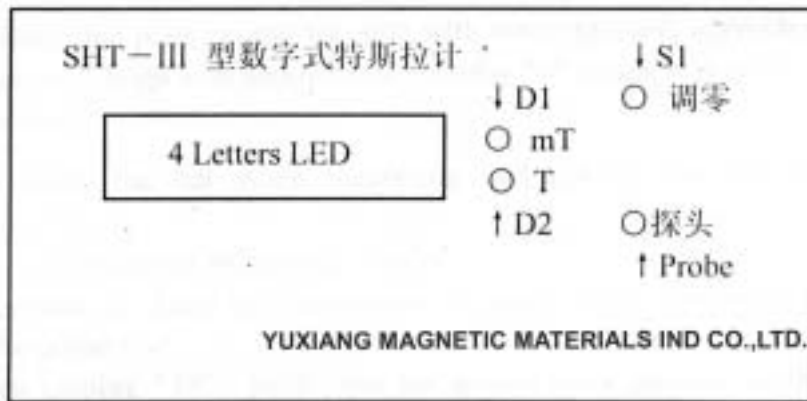 SHT－III 型数字式特斯拉计
↓S1
↓D1
○ 调零
4 Letters LED
○ mT
○ T
↑D2
○探头
↑Probe
YUXIANG MAGNETIC MATERIALS IND CO.,LTD.